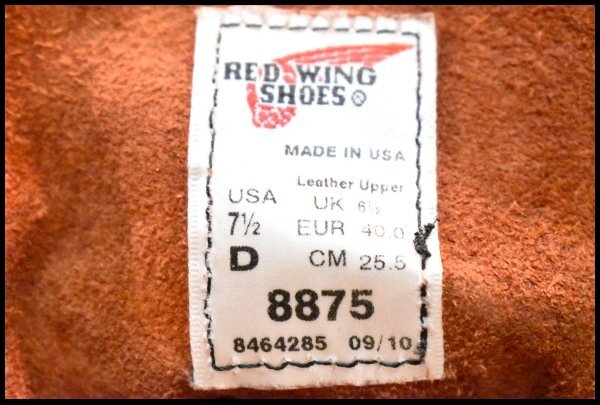 RED WING
SHOES®
MADE IN USA
Leather Upper
USA UK 6½
7½ EUR 40.0
D CM 25.5
8875
8464285 09/10